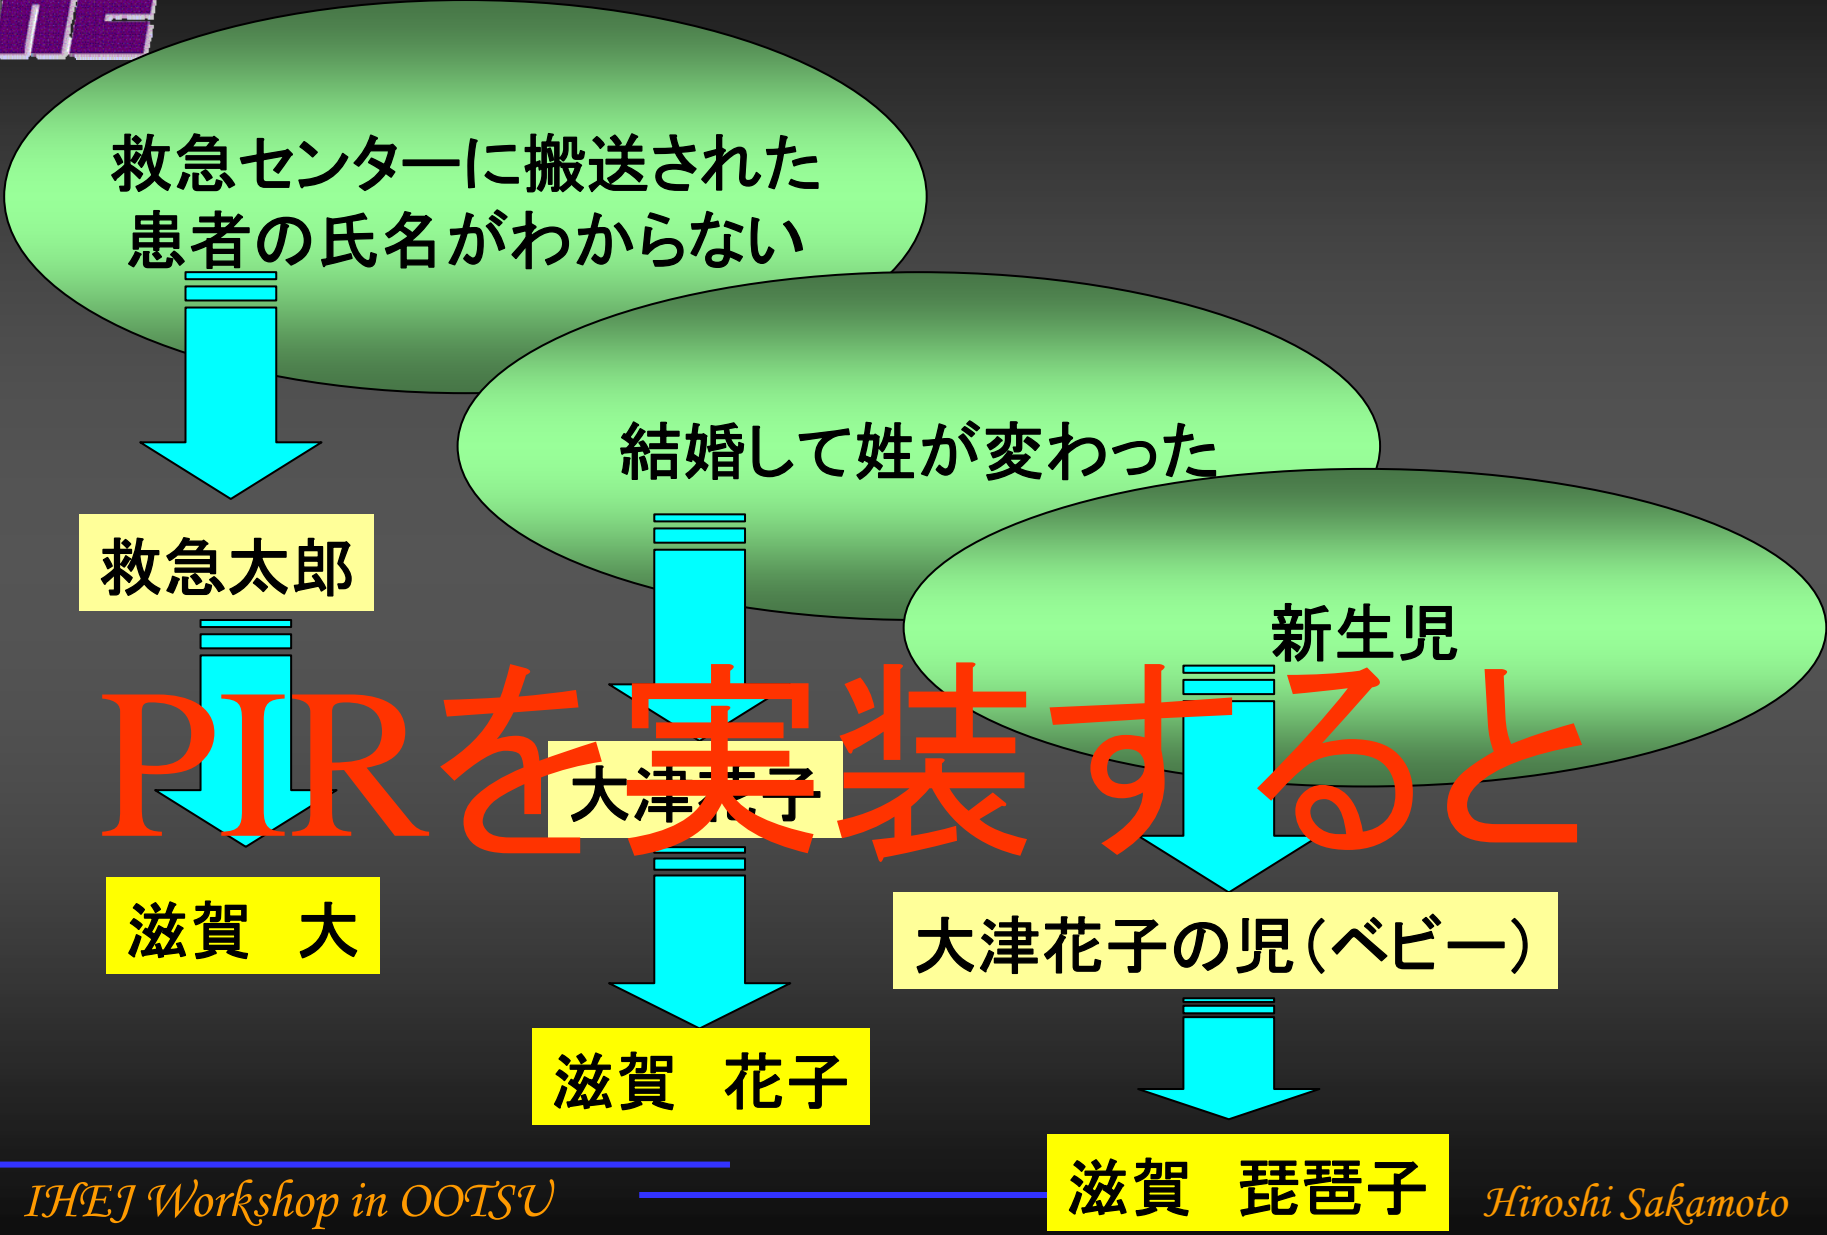 救急センターに搬送された
患者の氏名がわからない
結婚して姓が変わった
新生児
救急太郎
PIRを実装すると
大津花子
滋賀　大
大津花子の児（ベビー）
滋賀　花子
滋賀　琵琶子
IHEJ Workshop in OOTSU
Hiroshi Sakamoto